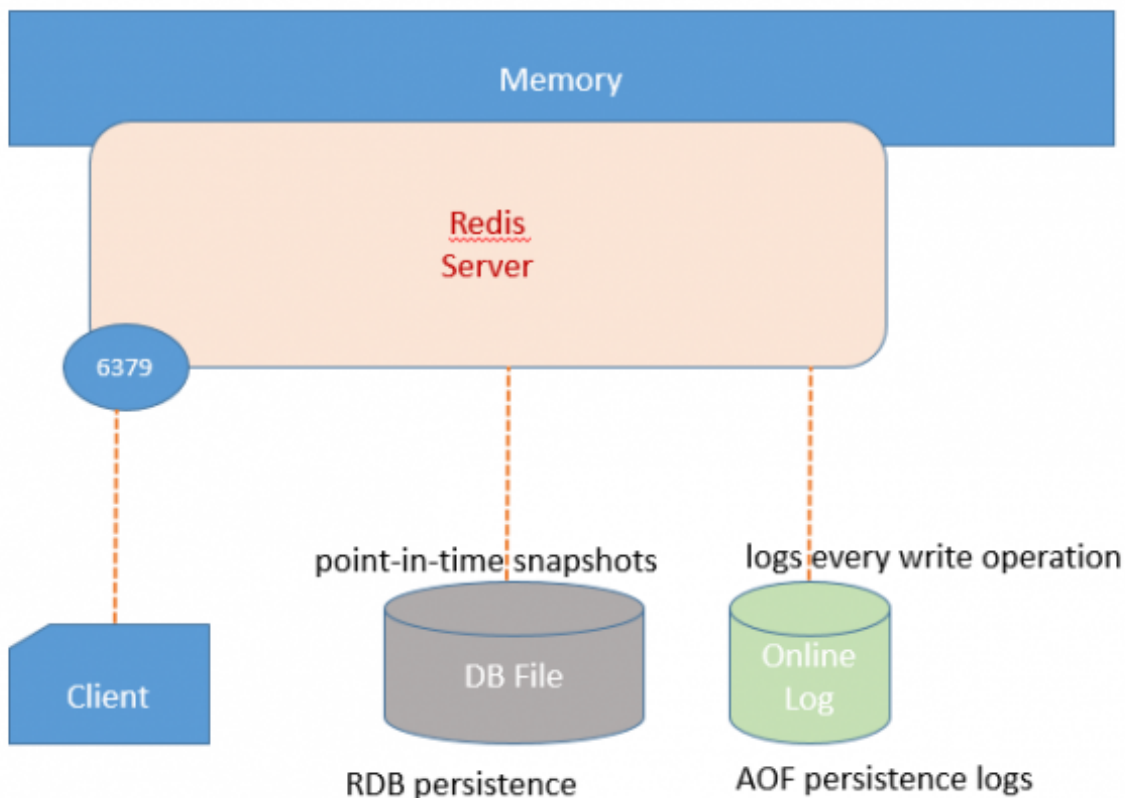 Memory
Redis
Server
6379
point-in-time snapshots
logs every write operation
Client
DB File
Online
Log
RDB persistence
AOF persistence logs